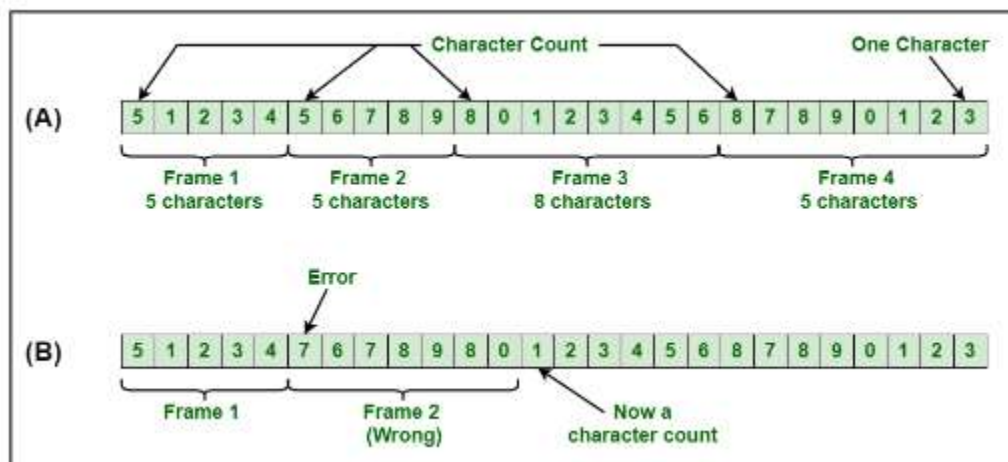 Character Count
One Character
(A)
5 1 2 3 4 5 6 7 8 9 8 0 1 2 3 4 5 6 8 7 8 9 0 1 2 3
Frame 1
5 characters
Frame 2
5 characters
Frame 3
8 characters
Frame 4
5 characters
Error
(B)
5 1 2 3 4 7 6 7 8 9 8 0 1 2 3 4 5 6 8 7 8 9 0 1 2 3
Frame 1
Frame 2
(Wrong)
Now a
character count